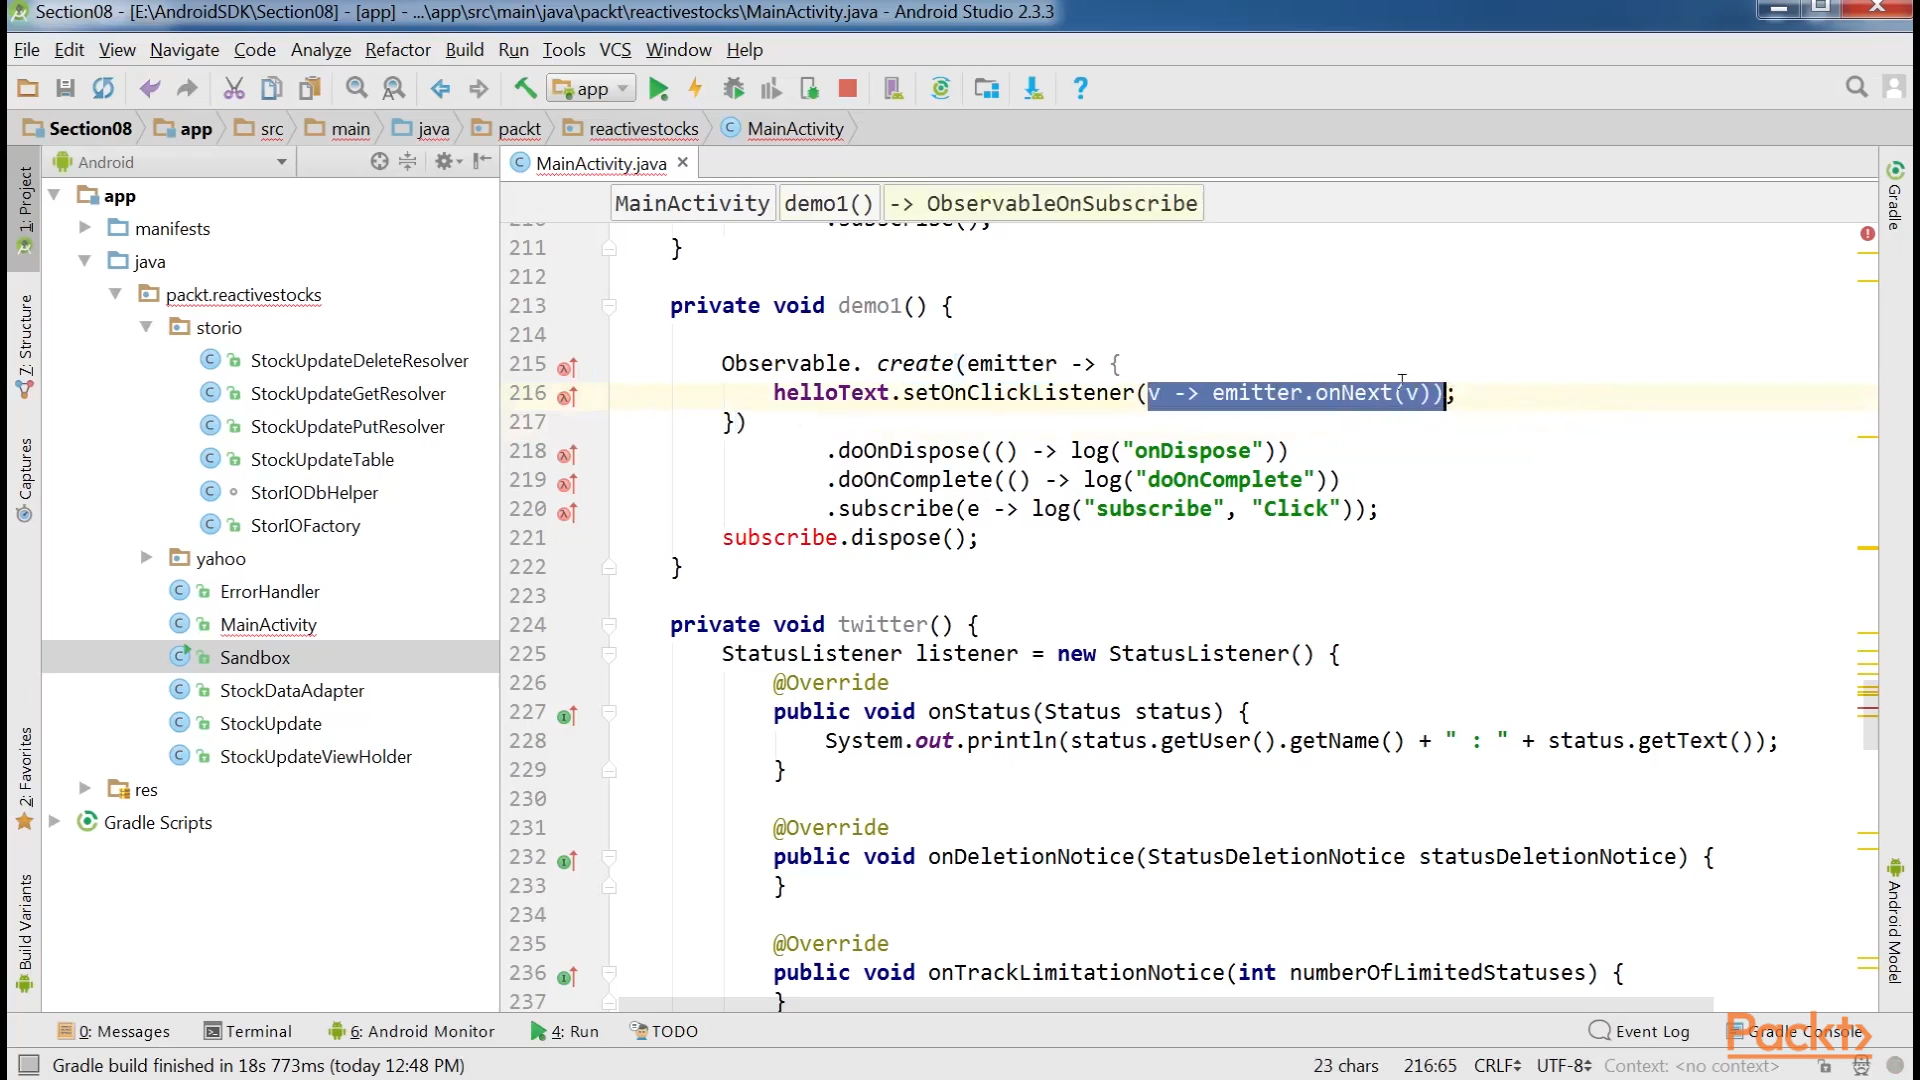 Section08 - [E:\AndroidSDK\Section08] - [app] - ...\app\src\main\java\packt\reactivestocks\MainActivity.java - Android Studio 2.3.3
File Edit View Navigate Code Analyze Refactor Build Run Tools VCS Window Help
app
Section08 app src main java packt reactivestocks MainActivity
Android
MainActivity.java
MainActivity demo1() -> ObservableOnSubscribe
1: Project
7: Structure
Captures
2: Favorites
Build Variants
app
manifests
java
packt.reactivestocks
storio
StockUpdateDeleteResolver
StockUpdateGetResolver
StockUpdatePutResolver
StockUpdateTable
StorIODbHelper
StorIOFactory
yahoo
ErrorHandler
MainActivity
Sandbox
StockDataAdapter
StockUpdate
StockUpdateViewHolder
res
Gradle Scripts
210 .subscribe();
211 }
212
213 private void demo1() {
214
215 Observable. create(emitter -> {
216 helloText.setOnClickListener(v -> emitter.onNext(v));
217 })
218 .doOnDispose(() -> log("onDispose"))
219 .doOnComplete(() -> log("doOnComplete"))
220 .subscribe(e -> log("subscribe", "Click"));
221 subscribe.dispose();
222 }
223
224 private void twitter() {
225 StatusListener listener = new StatusListener() {
226 @Override
227 public void onStatus(Status status) {
228 System.out.println(status.getUser().getName() + " : " + status.getText());
229 }
230
231 @Override
232 public void onDeletionNotice(StatusDeletionNotice statusDeletionNotice) {
233 }
234
235 @Override
236 public void onTrackLimitationNotice(int numberOfLimitedStatuses) {
237 }
Gradle
Android Model
0: Messages Terminal 6: Android Monitor 4: Run TODO Event Log Gradle Console
Packt>
Gradle build finished in 18s 773ms (today 12:48 PM) 23 chars 216:65 CRLF UTF-8 Context: <no context>